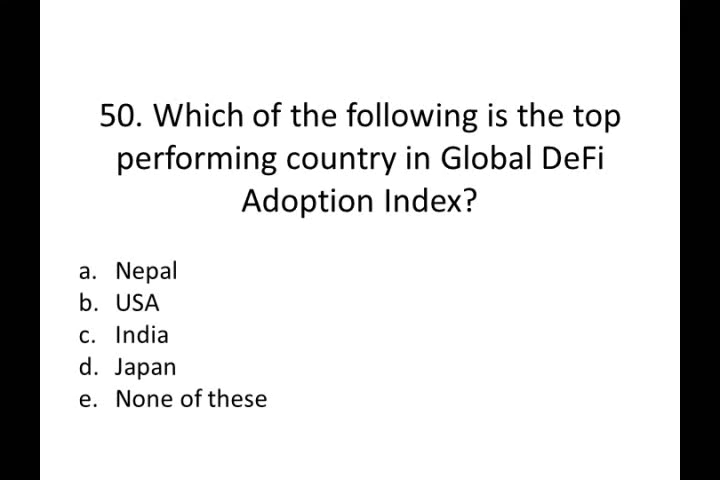 50. Which of the following is the top
performing country in Global DeFi
Adoption Index?
a. Nepal
b. USA
c. India
d. Japan
e. None of these